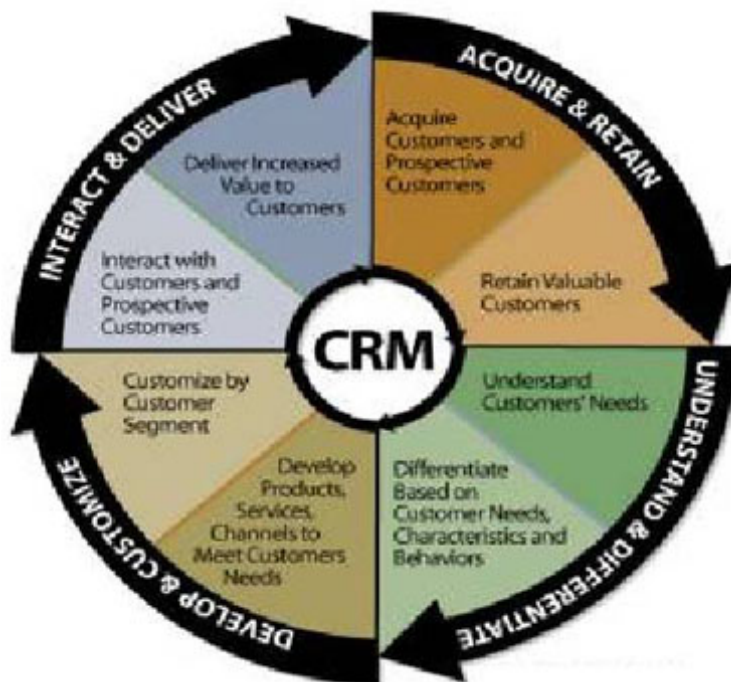 ACQUIRE & RETAIN
Acquire
Customers and
Prospective
Customers
Retain Valuable
Customers
UNDERSTAND & DIFFERENTIATE
Understand
Customers' Needs
Differentiate
Based on
Customer Needs,
Characteristics and
Behaviors
DEVELOP & CUSTOMIZE
Develop
Products,
Services,
Channels to
Meet Customers
Needs
Customize by
Customer
Segment
INTERACT & DELIVER
Interact with
Customers and
Prospective
Customers
Deliver Increased
Value to
Customers
CRM